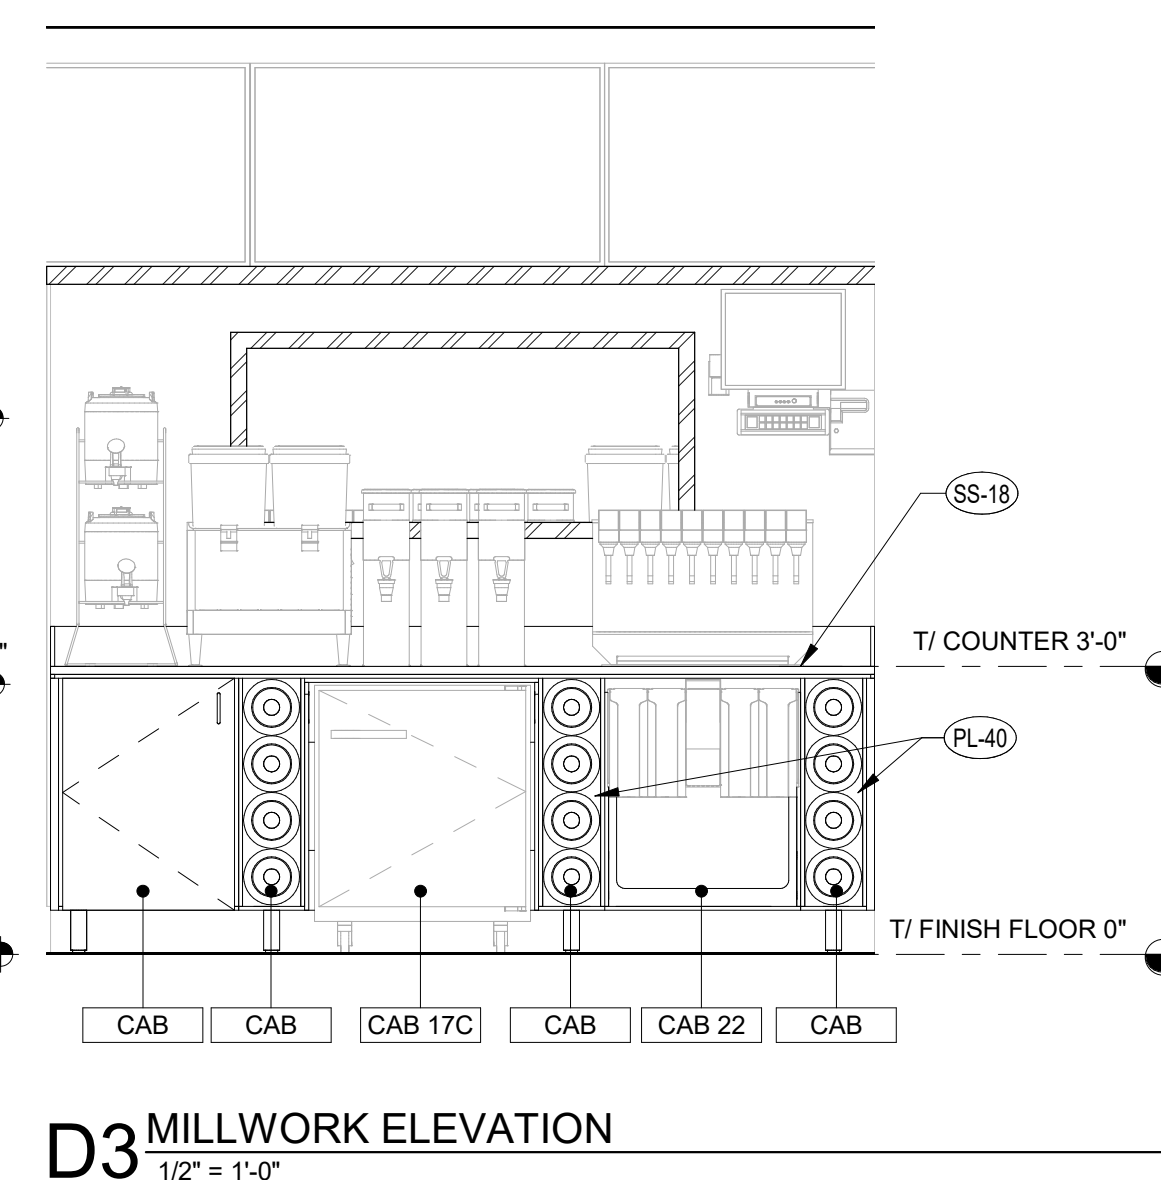 SS-18
"
T/ COUNTER 3'-0"
PL-40
T/ FINISH FLOOR 0"
CAB
CAB
CAB 17C
CAB
CAB 22
CAB
D3 MILLWORK ELEVATION
1/2" = 1'-0"